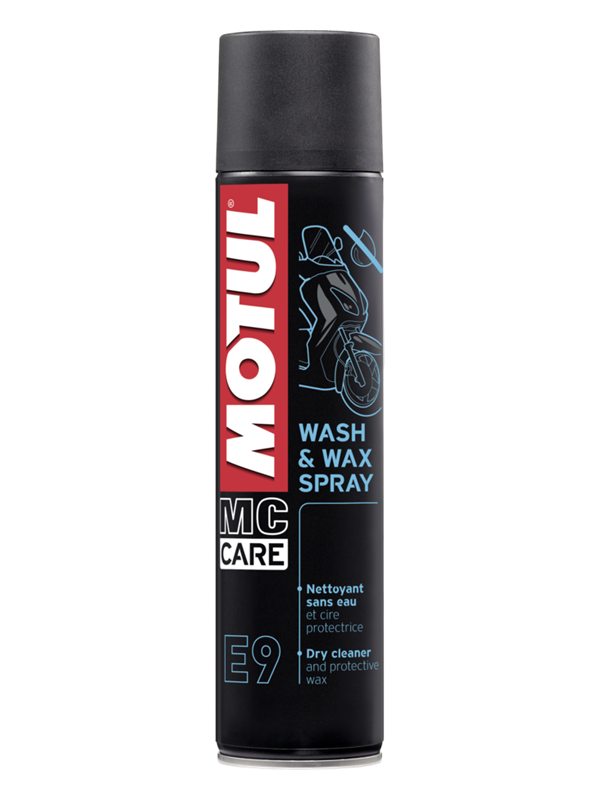 MOTUL®
MC
CARE
E9
WASH
& WAX
SPRAY
• Nettoyant
sans eau
et cire
protectrice
• Dry cleaner
and protective
wax